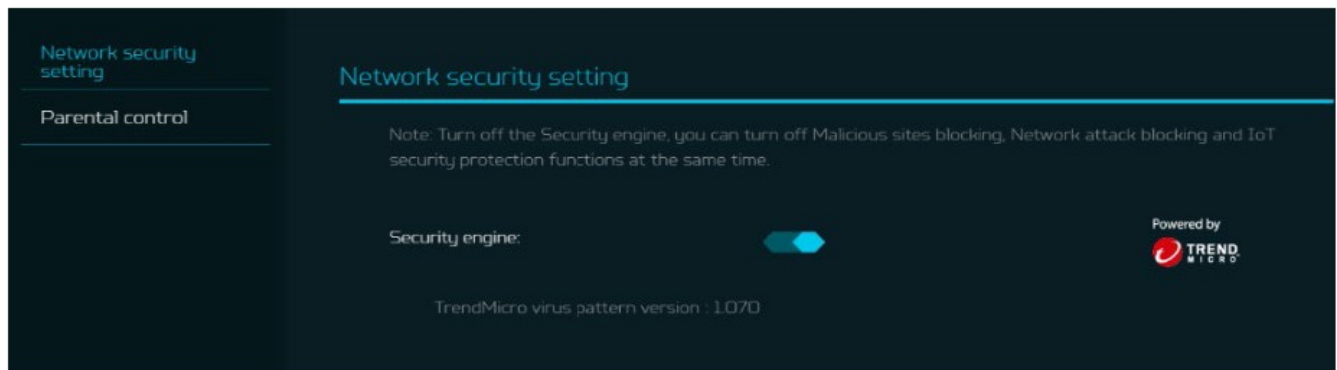 Network security
setting
Parental control
Network security setting
Note: Turn off the Security engine, you can turn off Malicious sites blocking, Network attack blocking and IoT
security protection functions at the same time.
Security engine:
Powered by
TREND
MICRO
TrendMicro virus pattern version : 1.070